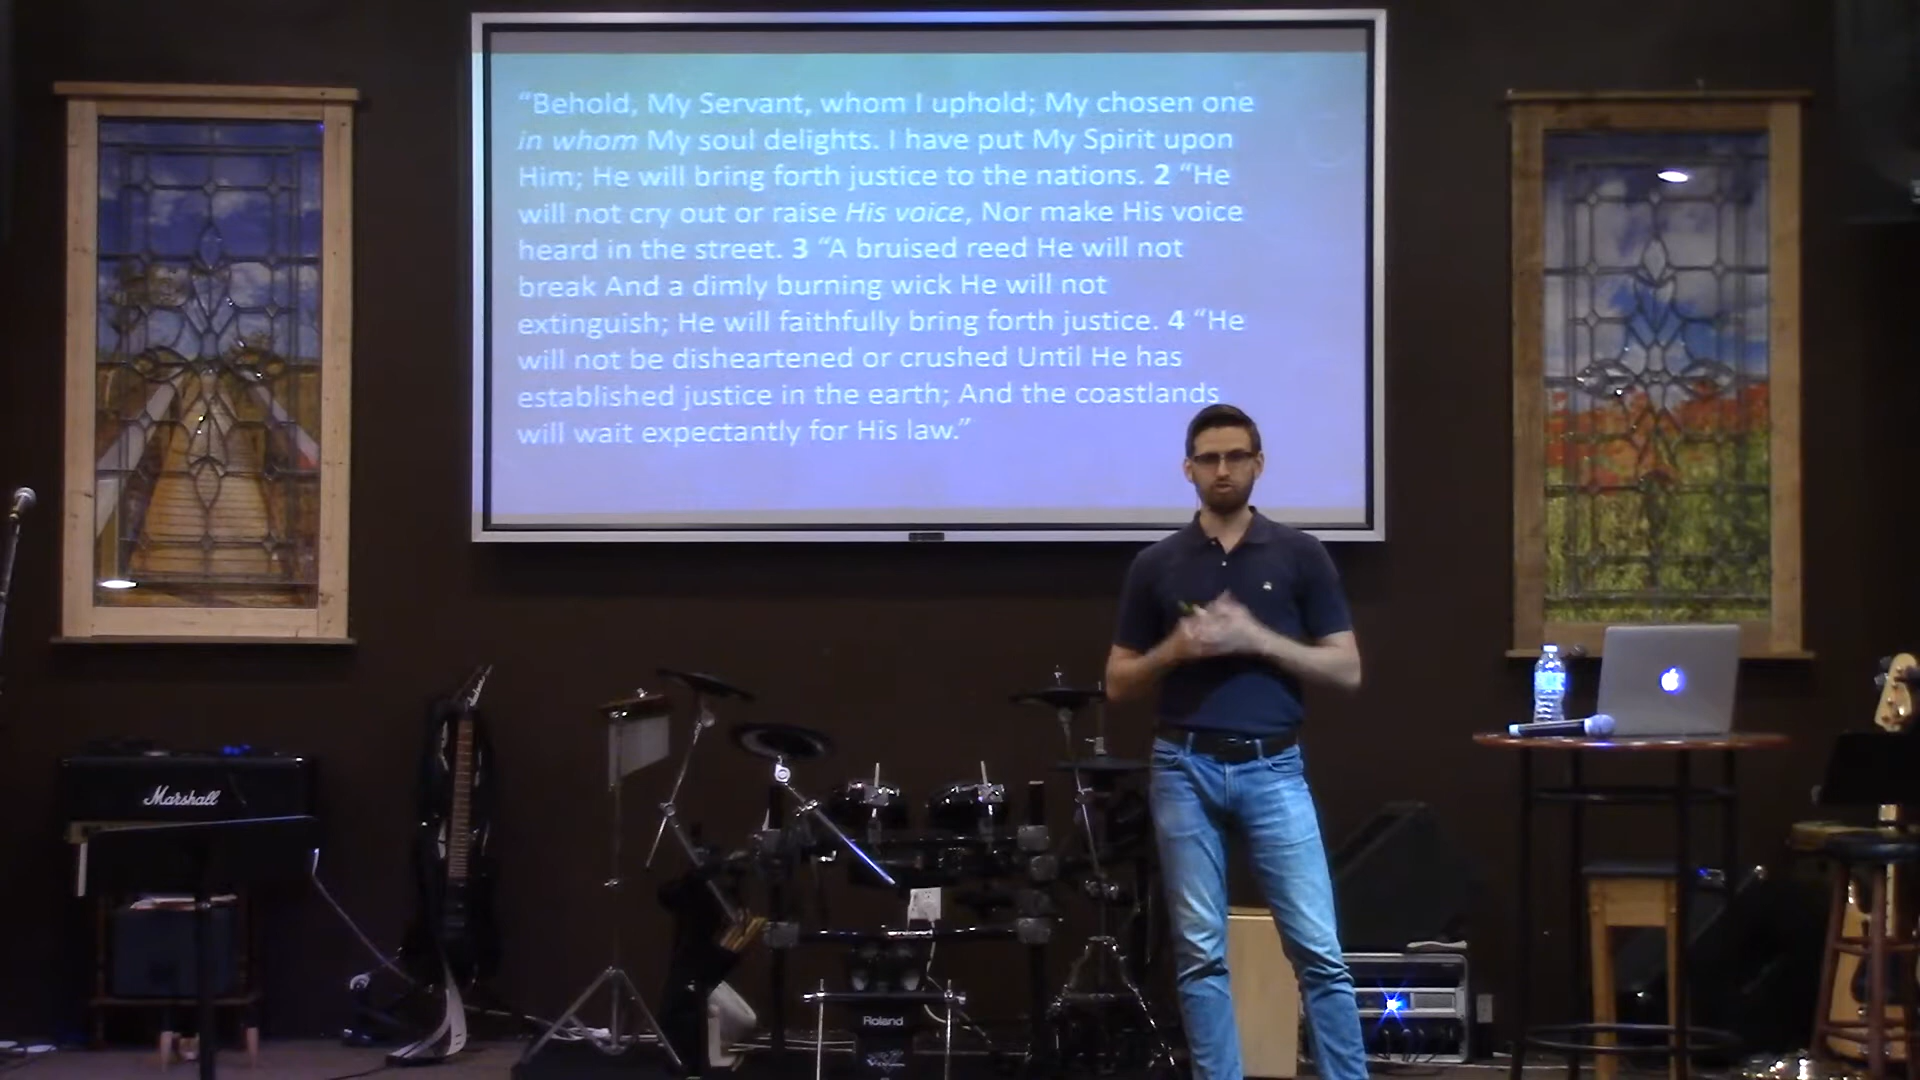 “Behold, My Servant, whom I uphold; My chosen one
in whom My soul delights. I have put My Spirit upon
Him; He will bring forth justice to the nations. 2 “He
will not cry out or raise His voice, Nor make His voice
heard in the street. 3 “A bruised reed He will not
break And a dimly burning wick He will not
extinguish; He will faithfully bring forth justice. 4 “He
will not be disheartened or crushed Until He has
established justice in the earth; And the coastlands
will wait expectantly for His law.”
Marshall
Roland